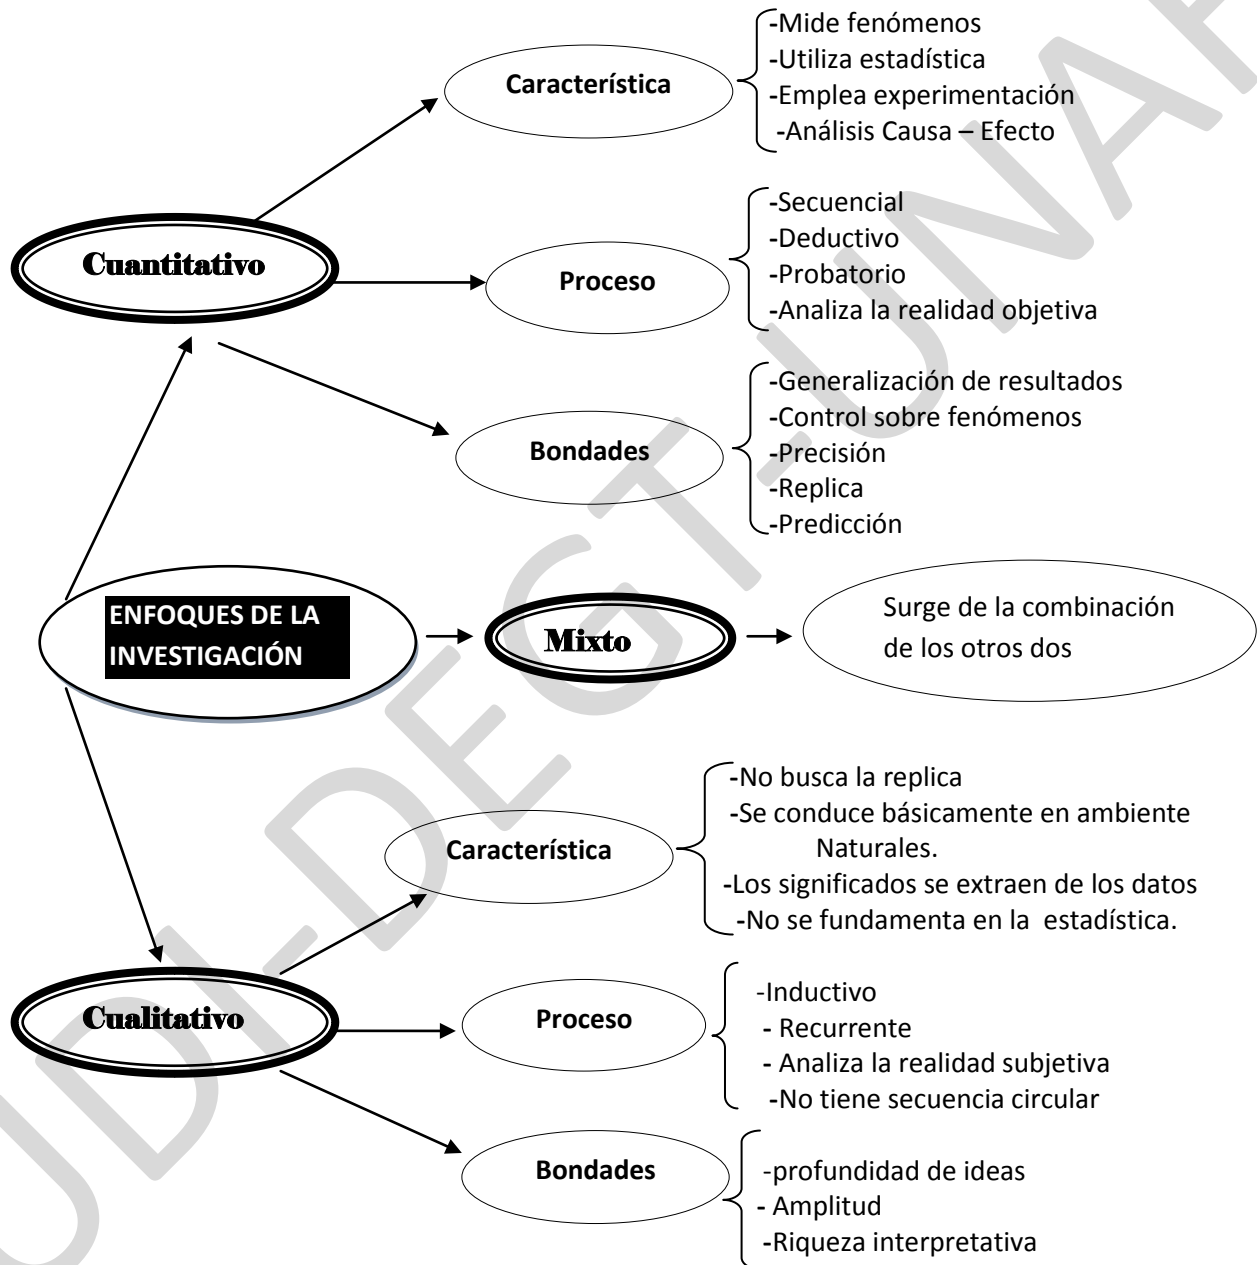 -Mide fenómenos
-Utiliza estadística
Característica
-Emplea experimentación
-Análisis Causa – Efecto
Cuantitativo
-Secuencial
-Deductivo
Proceso
-Probatorio
-Analiza la realidad objetiva
-Generalización de resultados
-Control sobre fenómenos
Bondades
-Precisión
-Replica
-Predicción
ENFOQUES DE LA
INVESTIGACIÓN
Mixto
Surge de la combinación
de los otros dos
-No busca la replica
-Se conduce básicamente en ambiente
Naturales.
Característica
-Los significados se extraen de los datos
-No se fundamenta en la estadística.
Cualitativo
-Inductivo
Proceso
- Recurrente
- Analiza la realidad subjetiva
-No tiene secuencia circular
Bondades
-profundidad de ideas
- Amplitud
-Riqueza interpretativa
UDI-DEGT-UNA